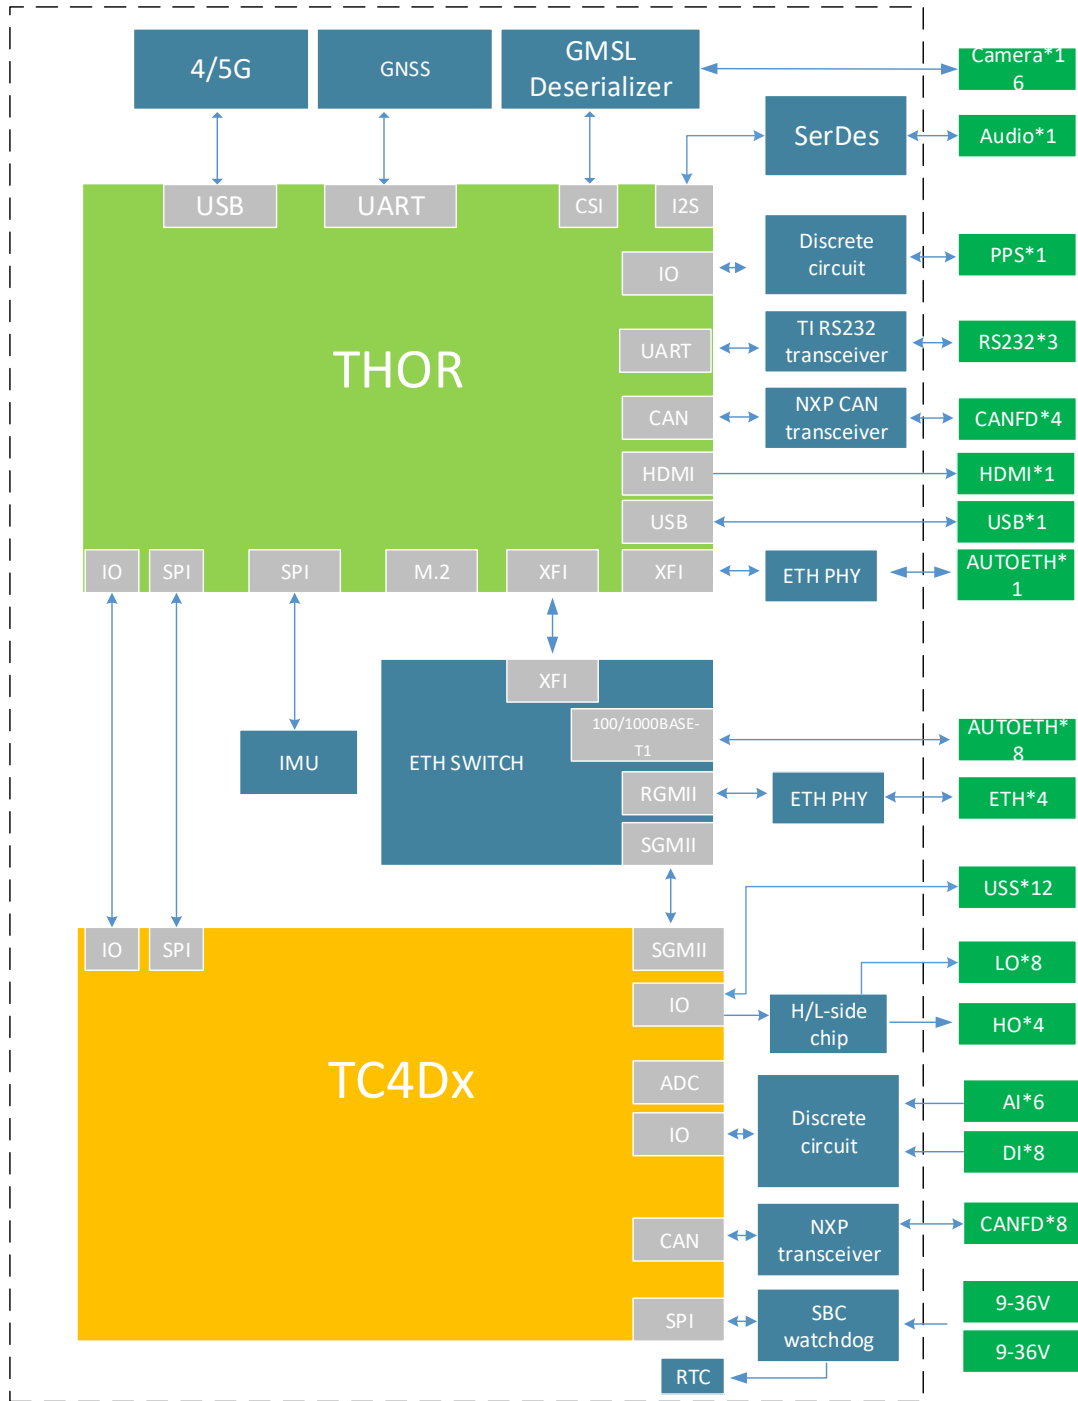 4/5G
GNSS
GMSL
Deserializer
Camera*1
6
SerDes
Audio*1
USB
UART
CSI
I2S
IO
Discrete
circuit
PPS*1
THOR
UART
TI RS232
transceiver
RS232*3
CAN
NXP CAN
transceiver
CANFD*4
HDMI
HDMI*1
USB
USB*1
IO
SPI
SPI
M.2
XFI
XFI
ETH PHY
AUTOETH*
1
XFI
100/1000BASE-
T1
AUTOETH*
8
IMU
ETH SWITCH
RGMII
ETH PHY
ETH*4
SGMII
USS*12
IO
SPI
SGMII
LO*8
IO
H/L-side
chip
HO*4
TC4Dx
ADC
AI*6
IO
Discrete
circuit
DI*8
CAN
NXP
transceiver
CANFD*8
SPI
SBC
watchdog
9-36V
9-36V
RTC